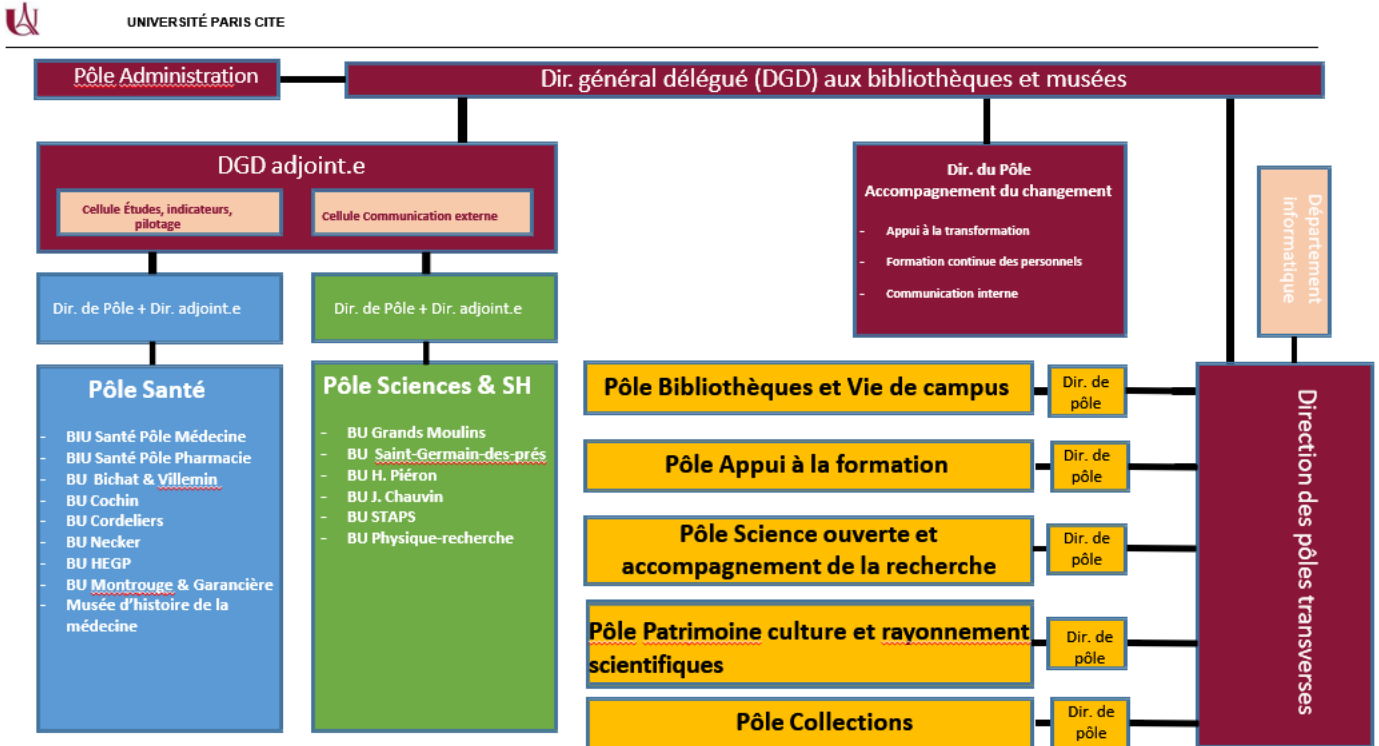 UNIVERSITÉ PARIS CITE
Pôle Administration
Dir. général délégué (DGD) aux bibliothèques et musées
DGD adjoint.e
Cellule Études, indicateurs,
pilotage
Cellule Communication externe
Dir. du Pôle
Accompagnement du changement
- Appui à la transformation
- Formation continue des personnels
- Communication interne
Département
informatique
Dir. de Pôle + Dir. adjoint.e
Dir. de Pôle + Dir. adjoint.e
Pôle Santé
- BIU Santé Pôle Médecine
- BIU Santé Pôle Pharmacie
- BU Bichat & Villemin
- BU Cochin
- BU Cordeliers
- BU Necker
- BU HEGP
- BU Montrouge & Garancière
- Musée d'histoire de la
médecine
Pôle Sciences & SH
- BU Grands Moulins
- BU Saint-Germain-des-prés
- BU H. Piéron
- BU J. Chauvin
- BU STAPS
- BU Physique-recherche
Pôle Bibliothèques et Vie de campus
Dir. de
pôle
Pôle Appui à la formation
Dir. de
pôle
Pôle Science ouverte et
accompagnement de la recherche
Dir. de
pôle
Pôle Patrimoine culture et rayonnement
scientifiques
Dir. de
pôle
Pôle Collections
Dir. de
pôle
Direction des pôles transverses